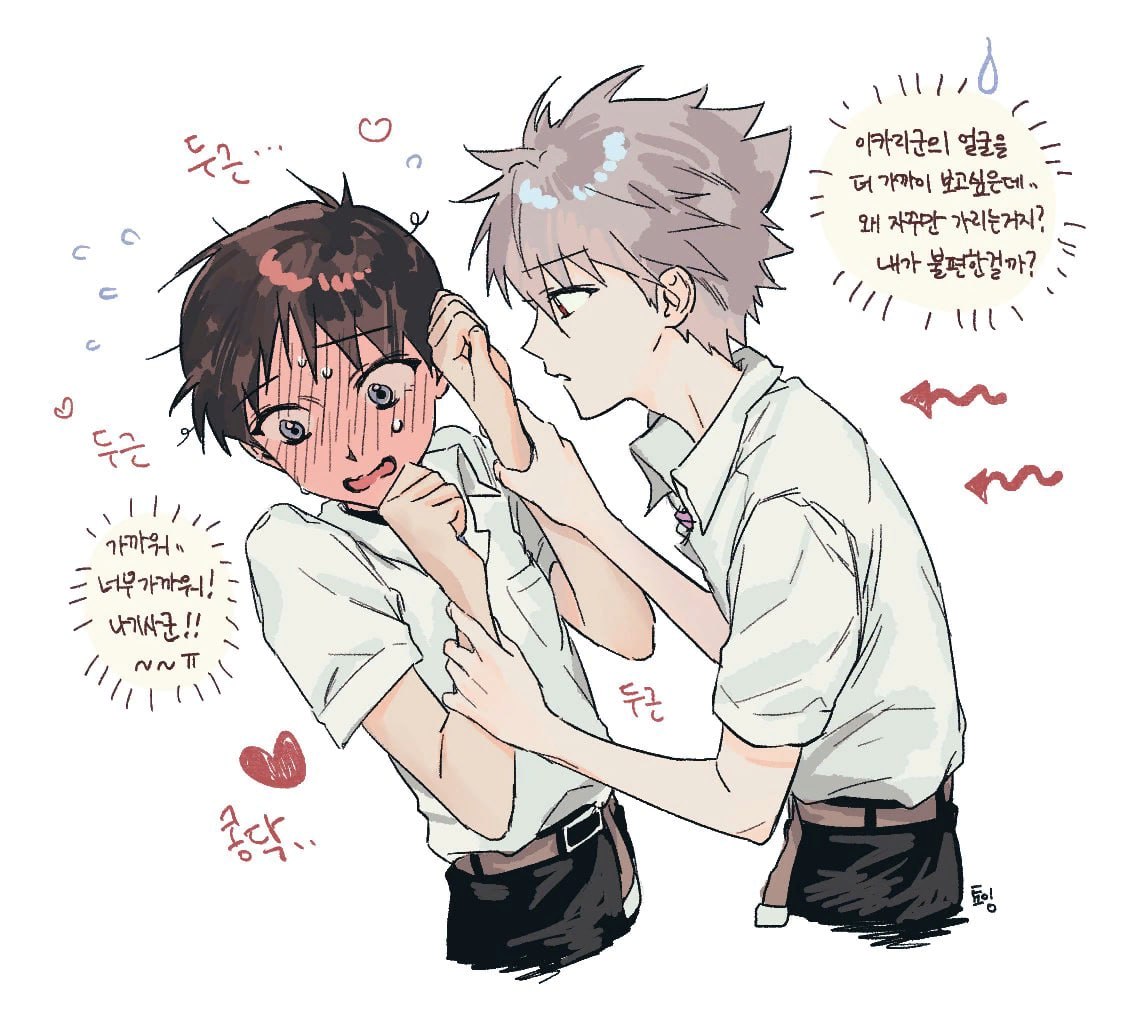 두근...
이카리군의 얼굴을
더 가까이 보고싶은데..
왜 자꾸만 가리는거지?
내가 불편한걸까?
두근
가까워..
너무가까워!
나기사군!!
~~ㅠ
두근
콩닥..
토잉